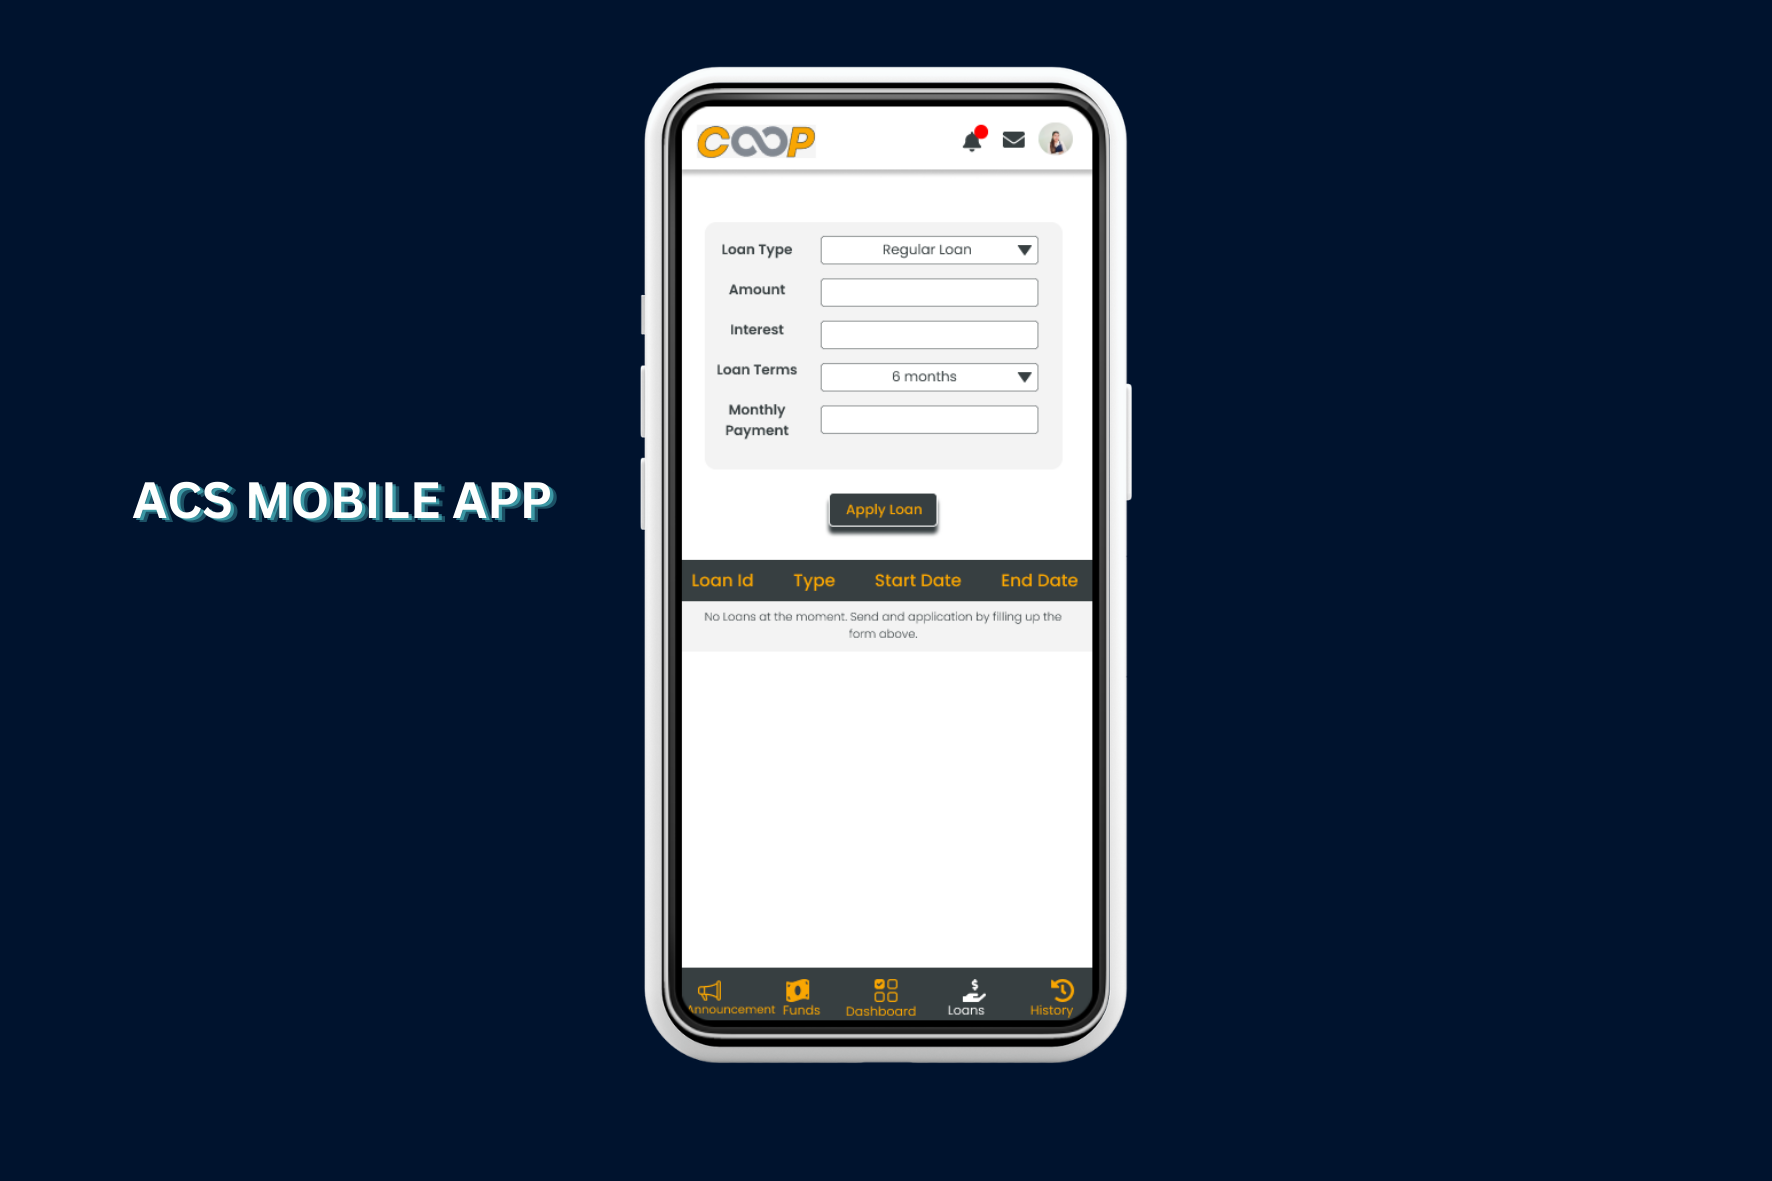 ACS MOBILE APP
COOP
Loan Type
Regular Loan
Amount
Interest
Loan Terms
6 months
Monthly
Payment
Apply Loan
Loan Id Type Start Date End Date
No Loans at the moment. Send and application by filling up the
form above.
Announcement Funds Dashboard Loans History